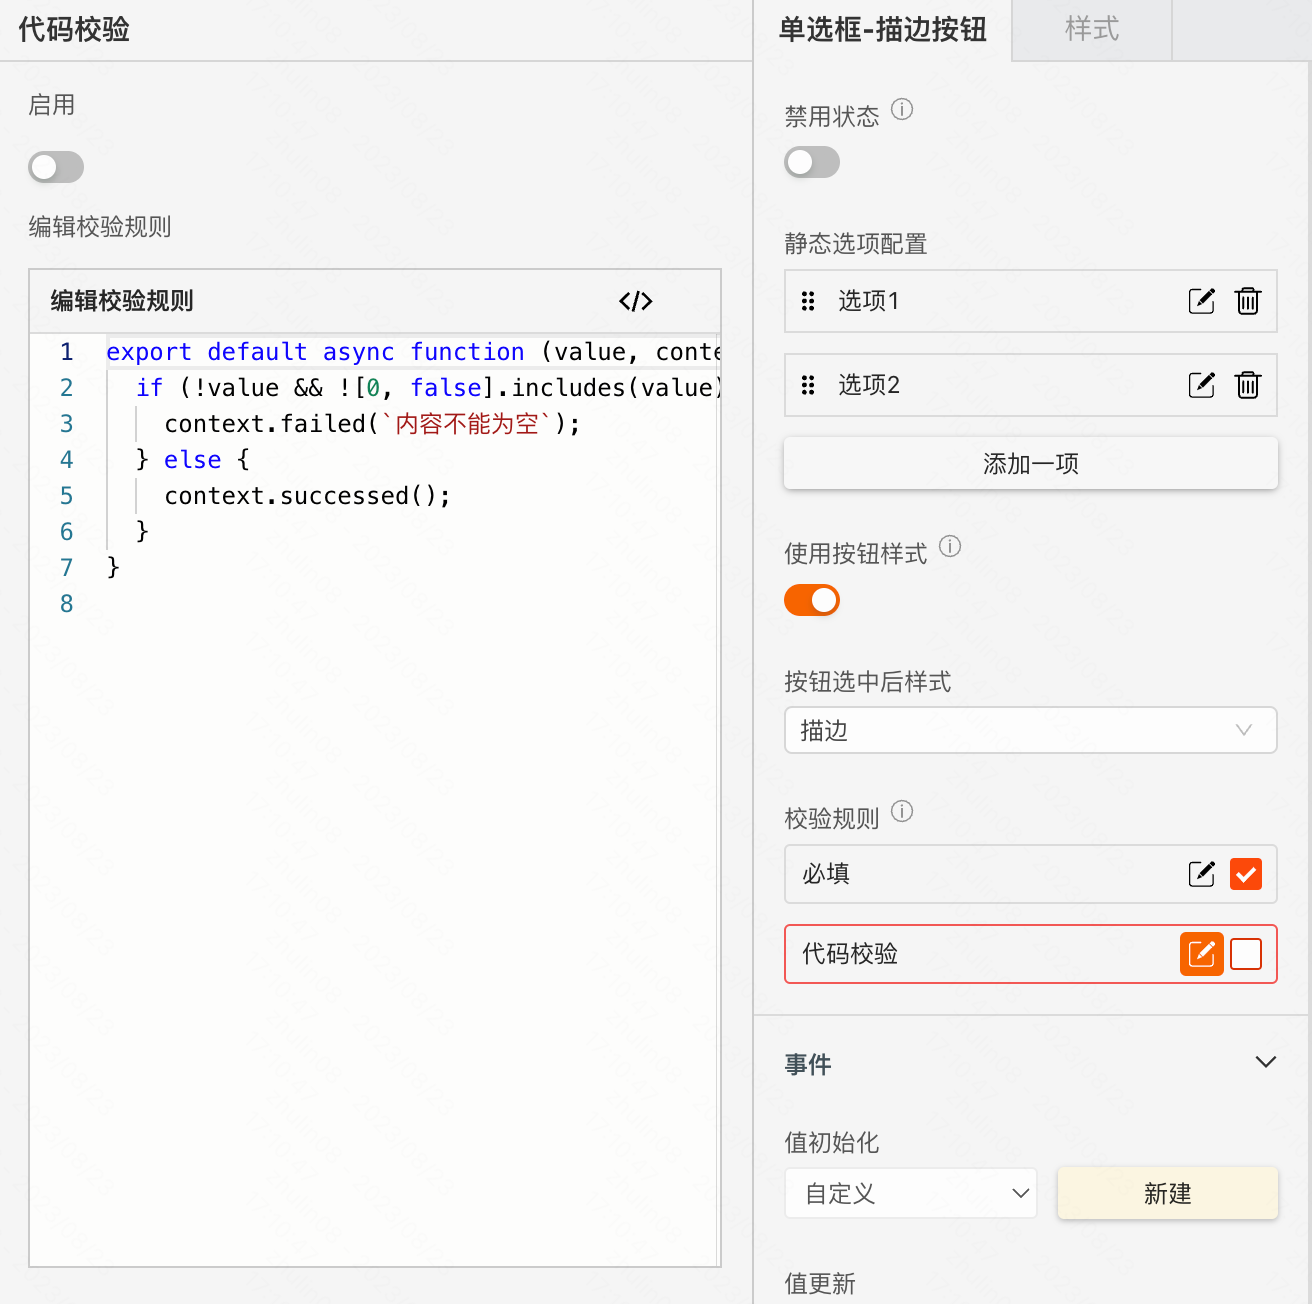 代码校验
启用
编辑校验规则
编辑校验规则
1 export default async function (value, conte
2 if (!value && ![0, false].includes(value)
3 context.failed(`内容不能为空`);
4 } else {
5 context.successed();
6 }
7 }
8
单选框-描边按钮
样式
禁用状态
静态选项配置
选项1
选项2
添加一项
使用按钮样式
按钮选中后样式
描边
校验规则
必填
代码校验
事件
值初始化
自定义
新建
值更新